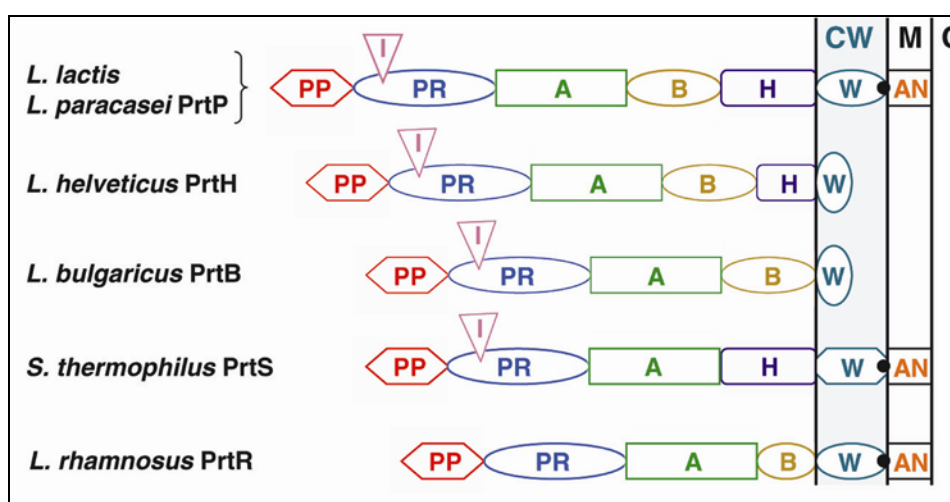 CW M
L. lactis
L. paracasei PrtP
PP I PR A B H W AN
L. helveticus PrtH
PP I PR A B H W
L. bulgaricus PrtB
PP I PR A B W
S. thermophilus PrtS
PP I PR A H W AN
L. rhamnosus PrtR
PP PR A B W AN